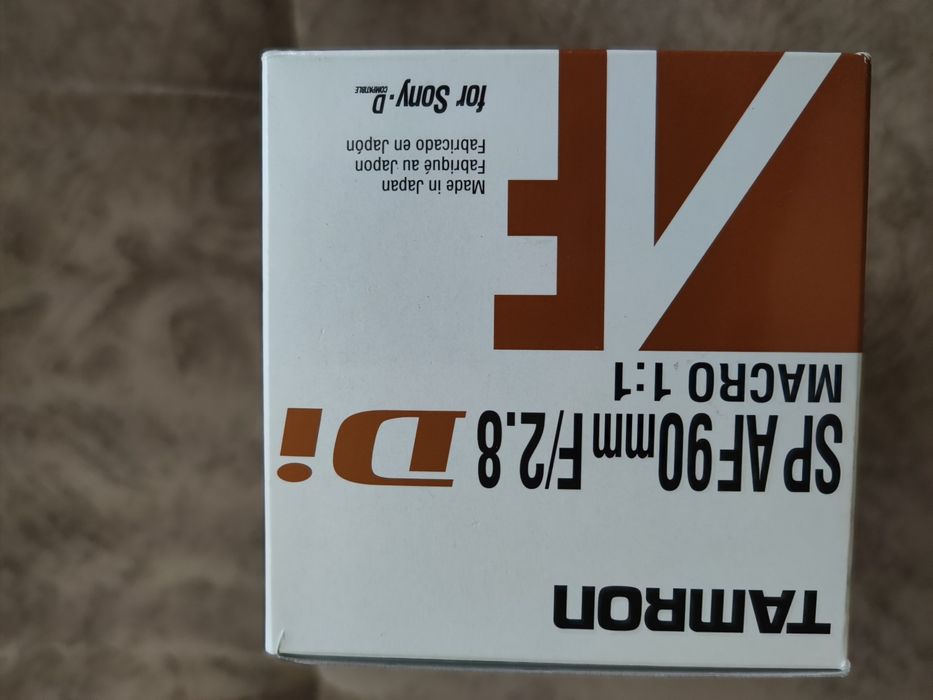 TAMRON
SP AF90mm F/2.8 Di
MACRO 1:1
AF
Made in Japan
Fabriqué au Japon
Fabricado en Japón
for Sony-D COMPATIBLE